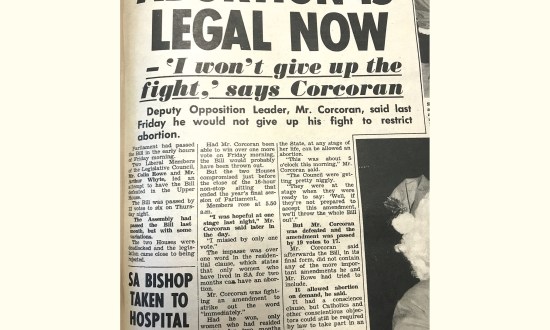 ABORTION IS
LEGAL NOW
— 'I won't give up the
fight,' says Corcoran
Deputy Opposition Leader, Mr. Corcoran, said last
Friday he would not give up his fight to restrict
abortion.
Parliament had passed
the Bill in the early hours
of Friday morning.
Two Liberal Members
of the Legislative Council,
Mr. Colin Rowe and Mr.
Arthur Whyte, led an
attempt to have the Bill
defeated in the Upper
House.
The Bill was passed by
12 votes to six on Thurs-
day night.
The Assembly had
passed the Bill last
month, but with some
variations.
The two Houses were
deadlocked and the
legislation came close to being
rejected.
SA BISHOP
TAKEN TO
HOSPITAL
Had Mr. Corcoran been
able to win over one more
vote on Friday morning,
the Bill would probably
have been thrown out.
But the two Houses
compromised just before
the close of the 16-hour
non-stop sitting that
ended the year's final ses-
sion of Parliament.
Members rose at 5.50
a.m.
"I was hopeful at one
stage last night," Mr.
Corcoran said later in
the day.
"I missed by only one
vote."
The impasse was over
one word in the residen-
tial clause, which states
that only women who
have lived in SA for two
months can have an abor-
tion.
Mr. Corcoran was fight-
ing an amendment to
strike out the word
"immediately."
Had he won, only
women who had resided
two months
the State, at any stage of
her life, can be allowed an
abortion.
"This was about 5
o'clock this morning," Mr.
Corcoran said.
"The Council were get-
ting pretty niggly.
"They were at the
stage when they were
ready to say: 'Well, if
they're not prepared to
accept this amendment,
we'll throw the whole Bill
out'."
But Mr. Corcoran was
defeated and the
amendment was passed
by 19 votes to 17.
Mr. Corcoran said
afterwards the Bill, in its
final form, did not contain
any of the more impor-
tant amendments he and
Mr. Rowe had tried to
include.
It allowed abortion
on demand, he said.
It had a conscience
clause, but Catholics and
other conscientious objec-
tors could still be required
by law to take part in an